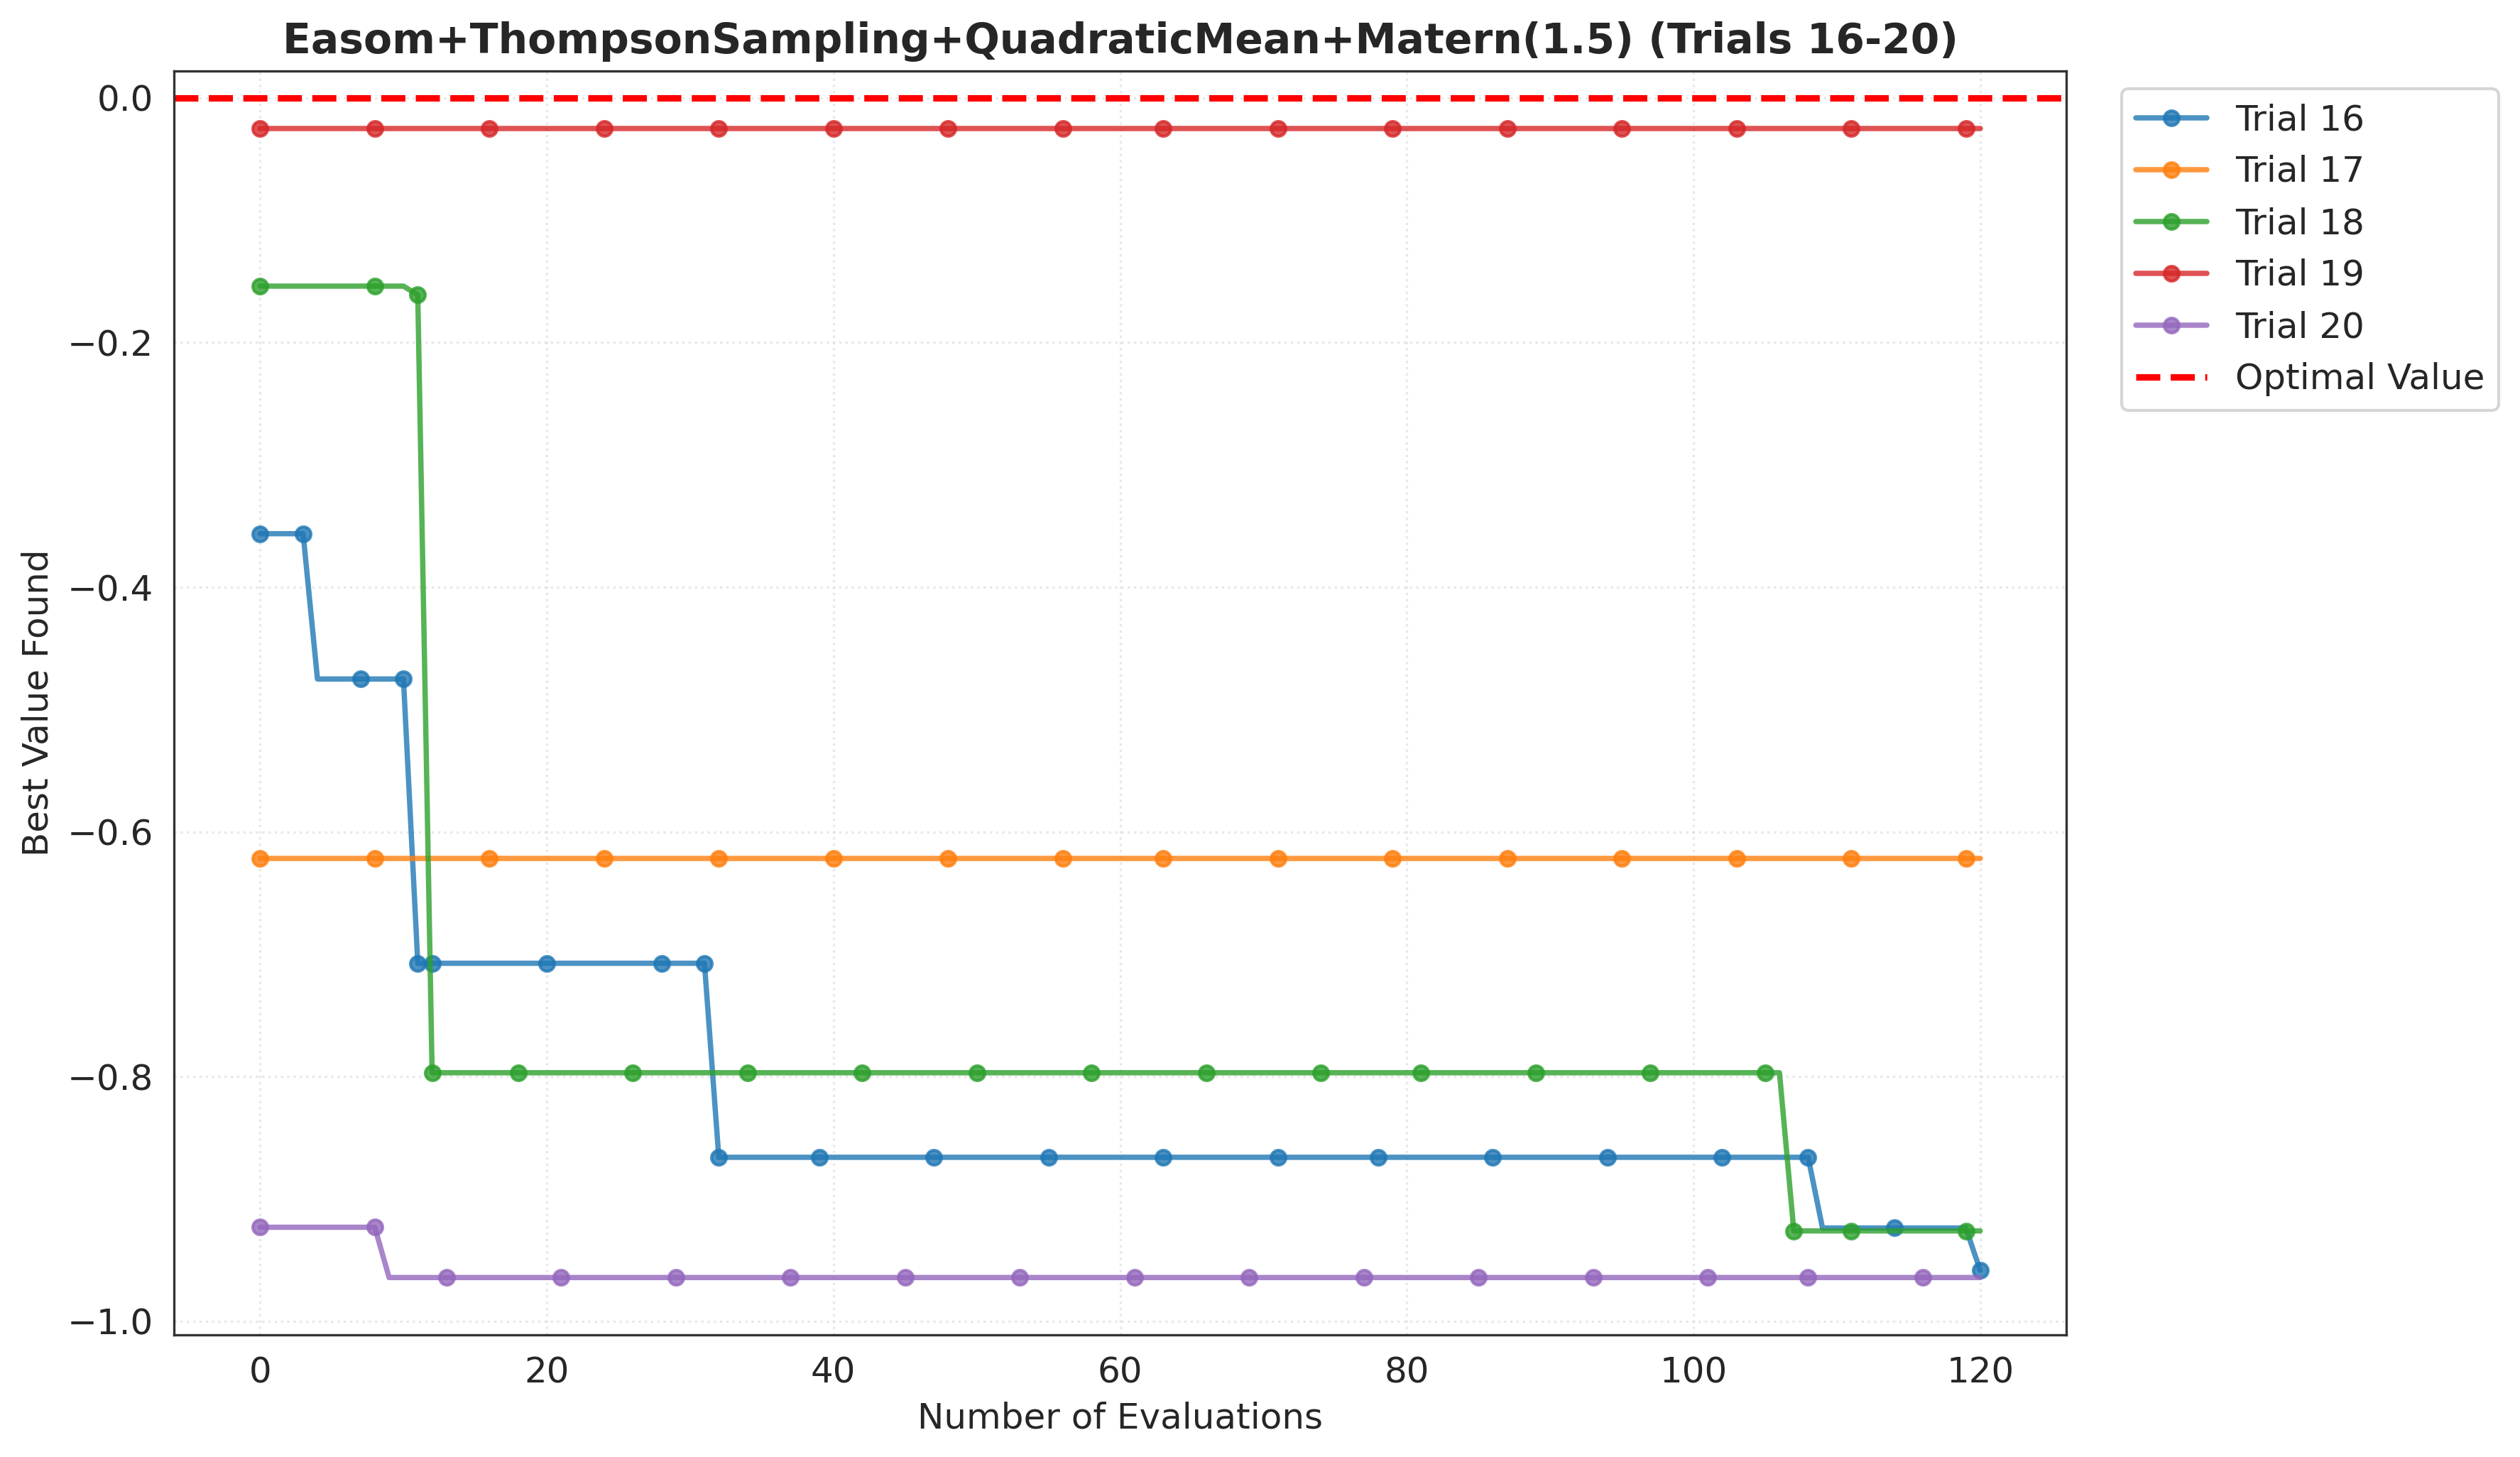 Easom+ThompsonSampling+QuadraticMean+Matern(1.5) (Trials 16-20)
Best Value Found
0.0
−0.2
−0.4
−0.6
−0.8
−1.0
0 20 40 60 80 100 120
Number of Evaluations
Trial 16
Trial 17
Trial 18
Trial 19
Trial 20
Optimal Value